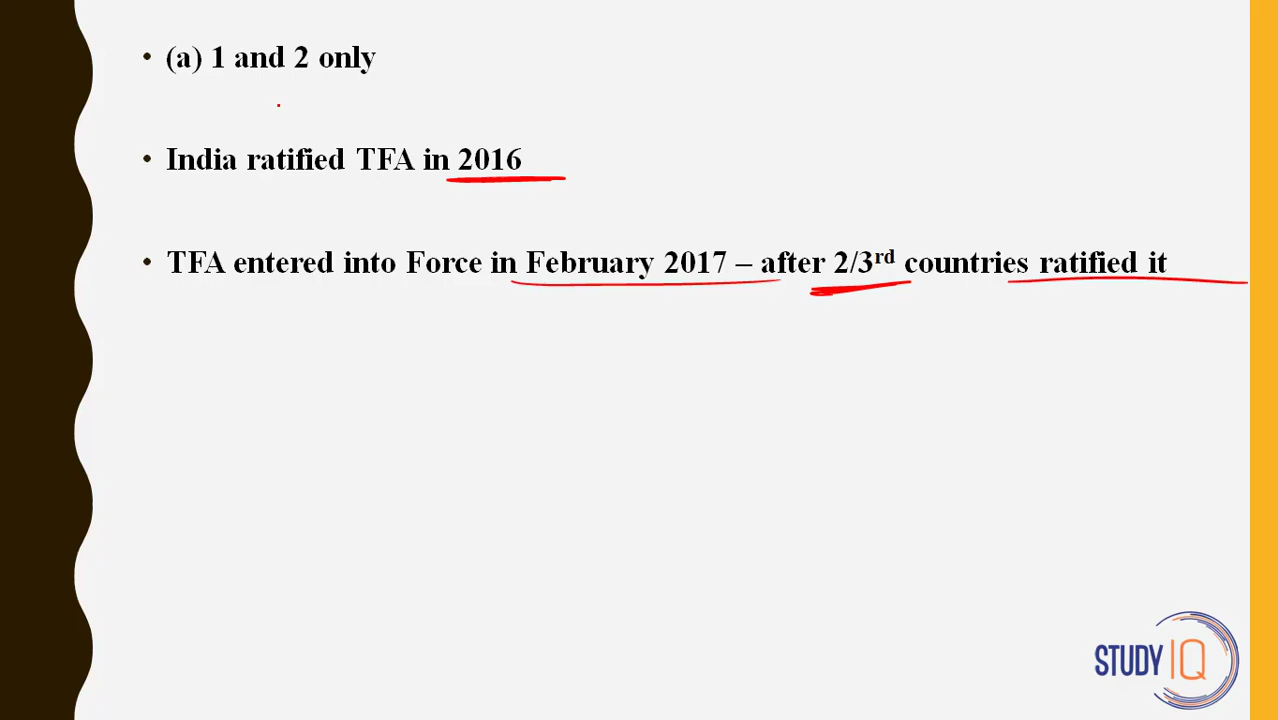 • (a) 1 and 2 only
• India ratified TFA in 2016
• TFA entered into Force in February 2017 – after 2/3rd countries ratified it
STUDY IQ